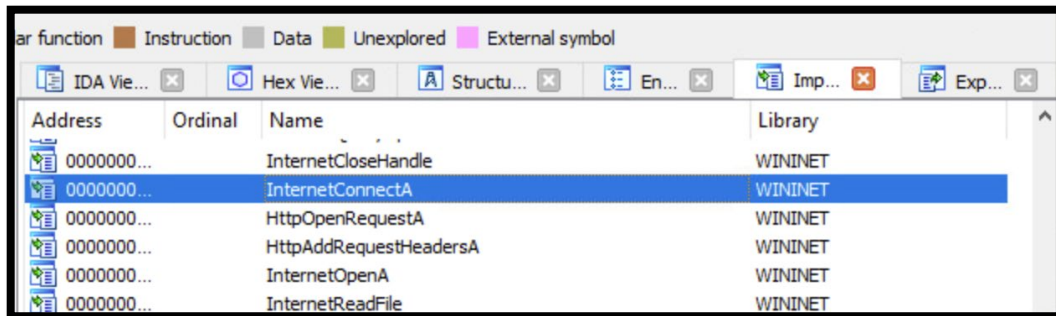 ar function Instruction Data Unexplored External symbol
IDA Vie... Hex Vie... Structu... En... Imp... Exp...
Address Ordinal Name Library
0000000... InternetCloseHandle WININET
0000000... InternetConnectA WININET
0000000... HttpOpenRequestA WININET
0000000... HttpAddRequestHeadersA WININET
0000000... InternetOpenA WININET
0000000... InternetReadFile WININET